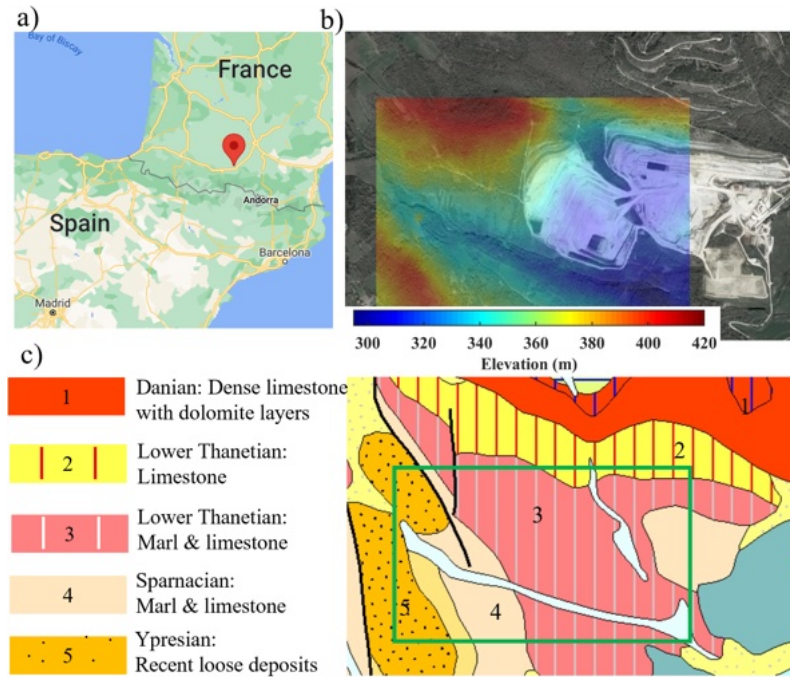 a)
Bay of Biscay
France
Andorra
Spain
Barcelona
Madrid
b)
300 320 340 360 380 400 420
Elevation (m)
c)
1 Danian: Dense limestone
with dolomite layers
2 Lower Thanetian:
Limestone
3 Lower Thanetian:
Marl & limestone
4 Sparnacian:
Marl & limestone
5 Ypresian:
Recent loose deposits
1
2
3
4
5